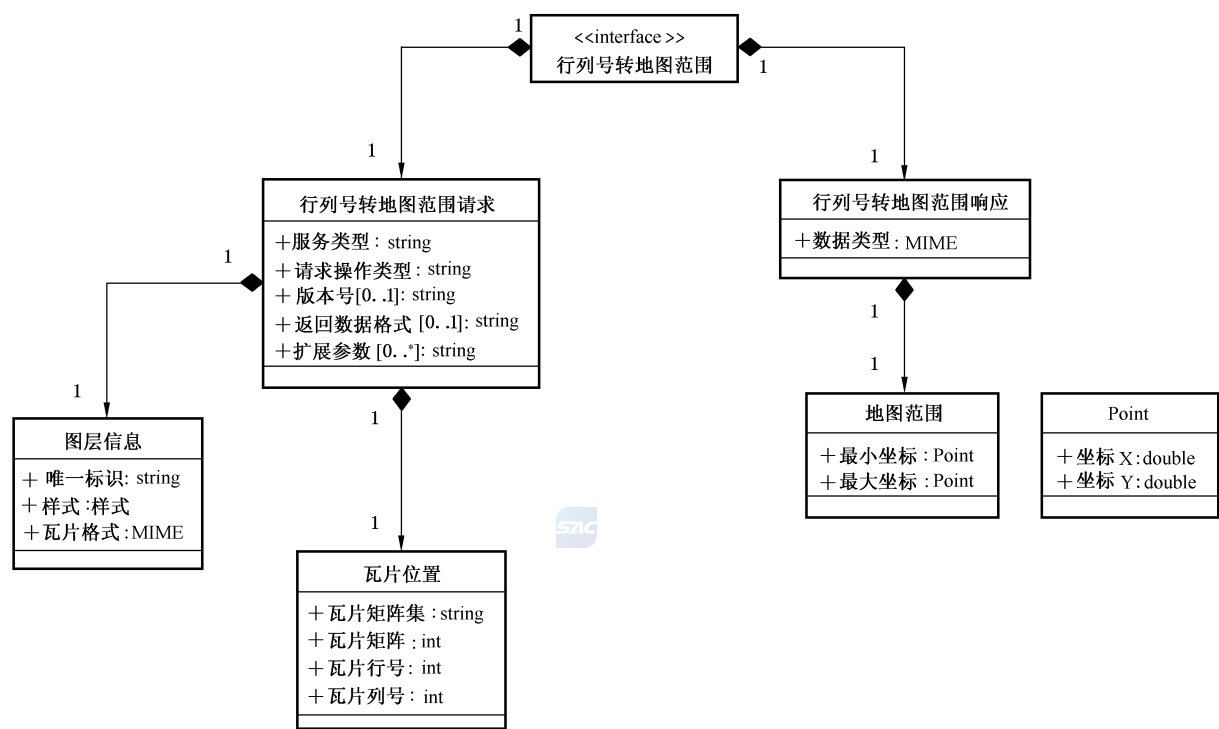 <<interface >>
行列号转地图范围
1
1
1
1
行列号转地图范围请求
+服务类型: string
+请求操作类型: string
+版本号[0..1]: string
+返回数据格式 [0..1]: string
+扩展参数 [0..*]: string
行列号转地图范围响应
+数据类型: MIME
1
1
1
1
1
1
图层信息
+ 唯一标识: string
+样式:样式
+瓦片格式:MIME
瓦片位置
+瓦片矩阵集:string
+瓦片矩阵:int
+瓦片行号: int
+瓦片列号: int
地图范围
+最小坐标:Point
+最大坐标:Point
Point
+坐标 X:double
+坐标 Y:double
SAC